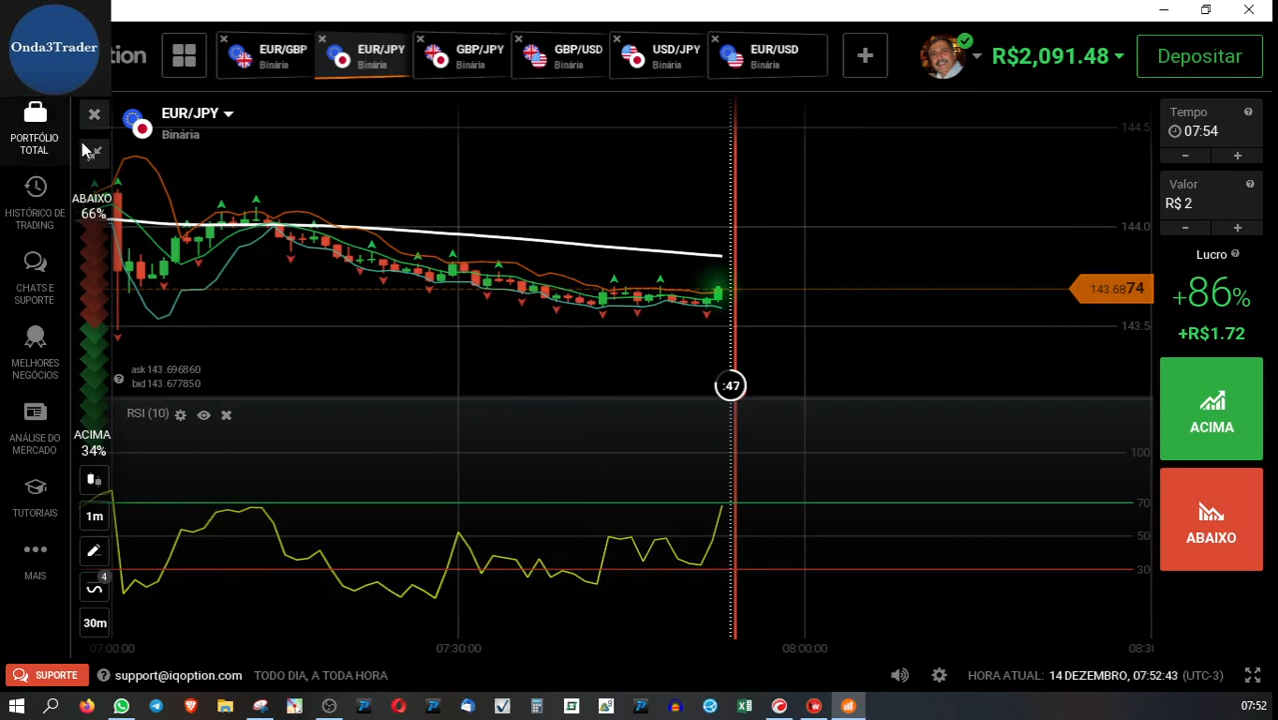 Onda3Trader
tion
EUR/GBP
Binária
EUR/JPY
Binária
GBP/JPY
Binária
GBP/USD
Binária
USD/JPY
Binária
EUR/USD
Binária
R$2,091.48
Depositar
PORTFÓLIO
TOTAL
HISTÓRICO DE
TRADING
CHATS E
SUPORTE
MELHORES
NEGÓCIOS
ANÁLISE DO
MERCADO
TUTORIAIS
MAIS
EUR/JPY
Binária
ABAIXO
66%
ACIMA
34%
1m
4
30m
ask 143.696860
bid 143.677850
RSI (10)
:47
144.5
144.0
143.6874
143.5
100
70
50
30
07:00:00
07:30:00
08:00:00
08:30
Tempo
07:54
Valor
R$ 2
Lucro
+86%
+R$1.72
ACIMA
ABAIXO
SUPORTE
support@iqoption.com
TODO DIA, A TODA HORA
HORA ATUAL: 14 DEZEMBRO, 07:52:43 (UTC-3)
07:52